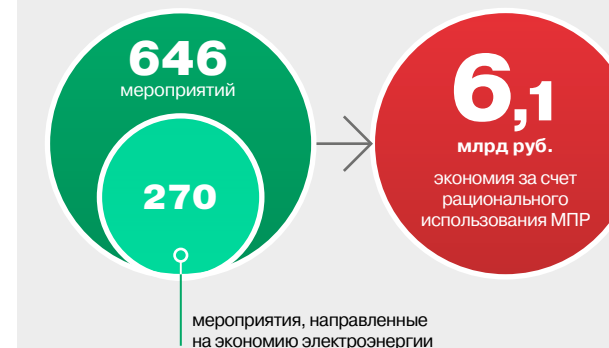 646
мероприятий
270
6,1
млрд руб.
экономия за счет
рационального
использования МПР
мероприятия, направленные
на экономию электроэнергии